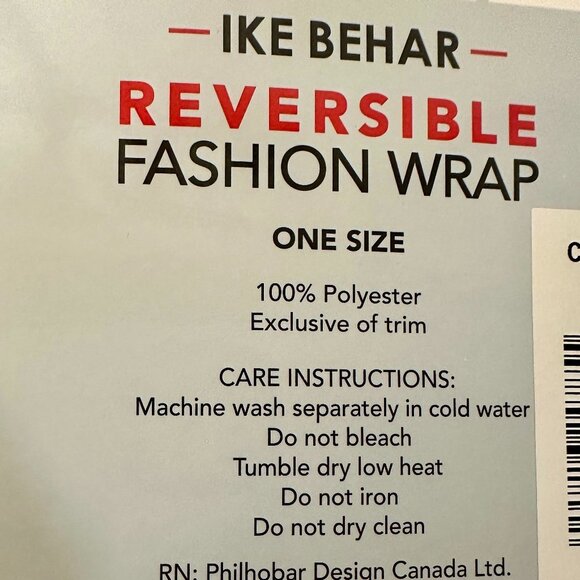 IKE BEHAR
REVERSIBLE
FASHION WRAP
ONE SIZE
100% Polyester
Exclusive of trim
CARE INSTRUCTIONS:
Machine wash separately in cold water
Do not bleach
Tumble dry low heat
Do not iron
Do not dry clean
RN: Philhobar Design Canada Ltd.